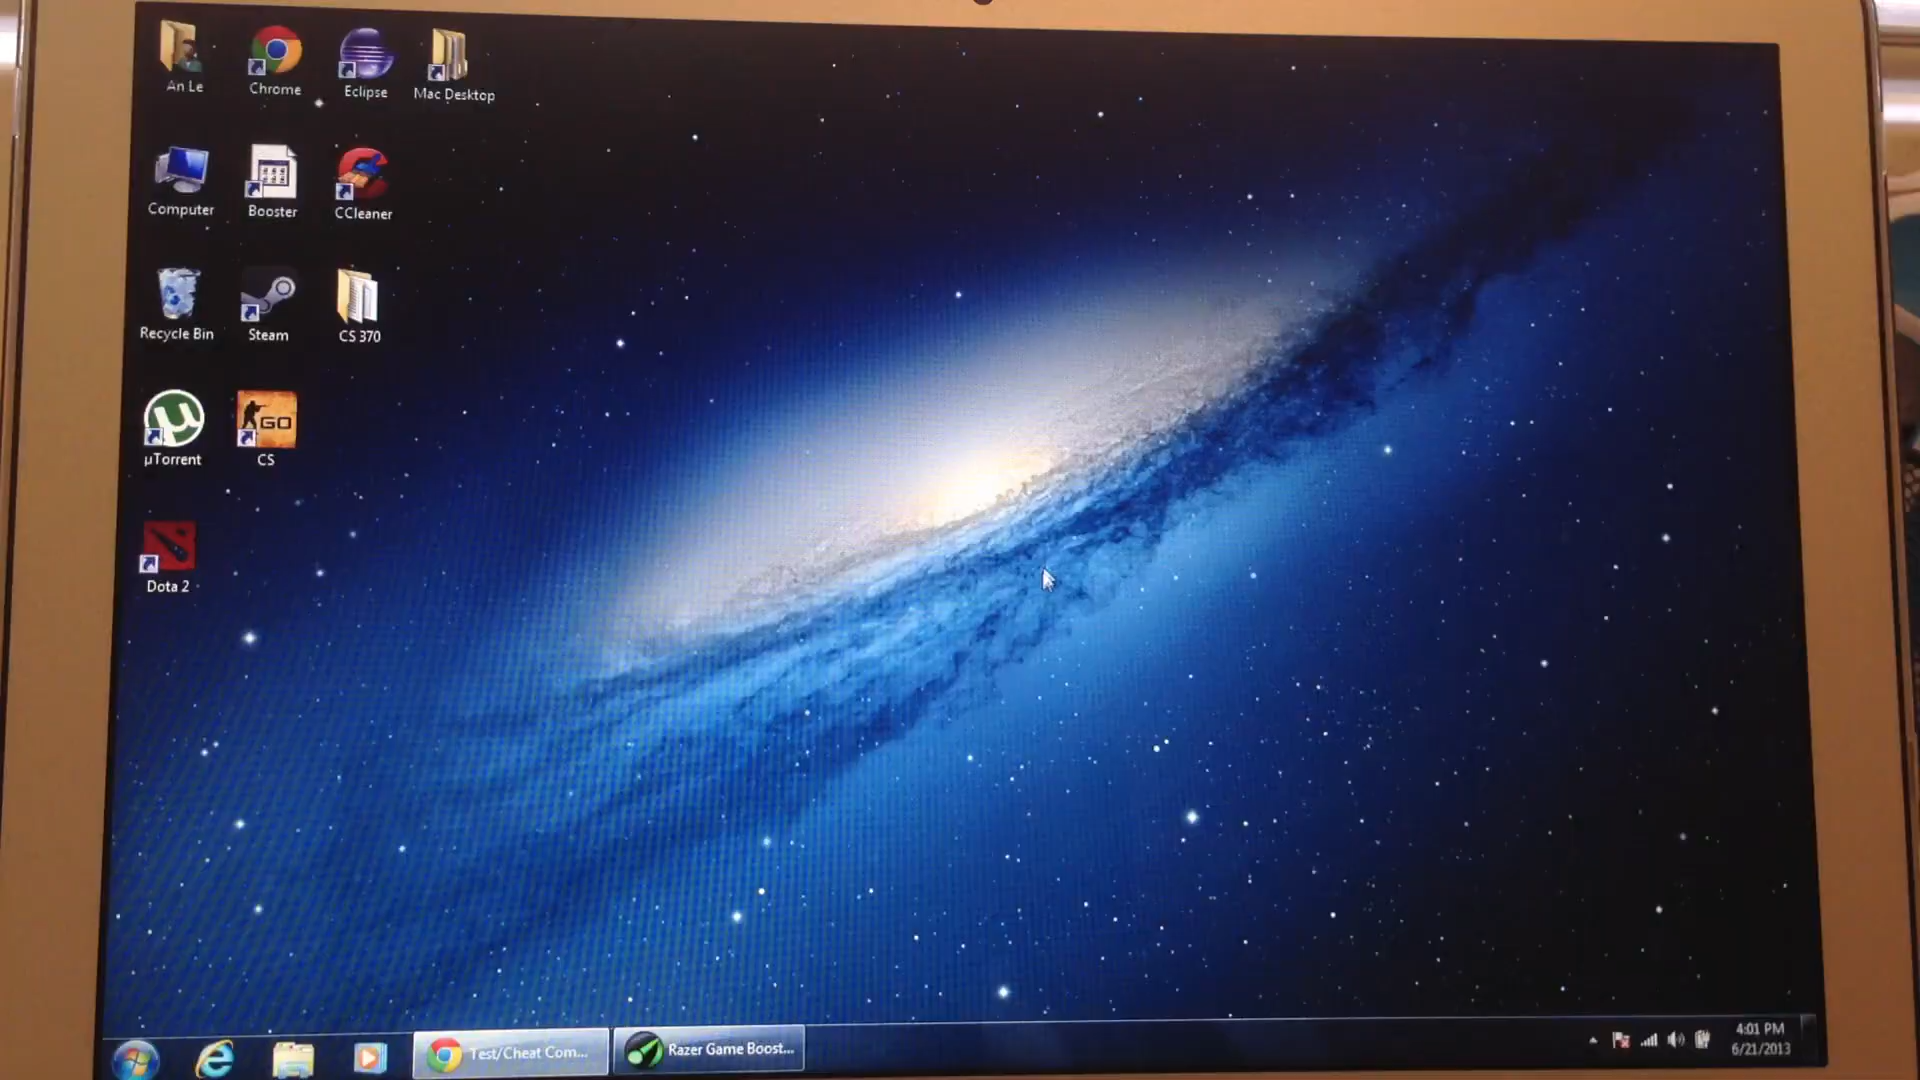 An Le
Chrome
Eclipse
Mac Desktop
Computer
Booster
CCleaner
Recycle Bin
Steam
CS 370
µTorrent
GO
CS
Dota 2
Test/Cheat Com...
Razer Game Boost...
4:01 PM
6/21/2013